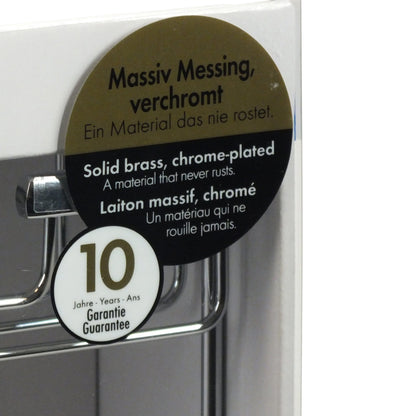 Massiv Messing,
verchromt
Ein Material das nie rostet.
Solid brass, chrome-plated
A material that never rusts.
Laiton massif, chromé
Un matériau qui ne
rouille jamais.
10
Jahre - Years - Ans
Garantie
Guarantee